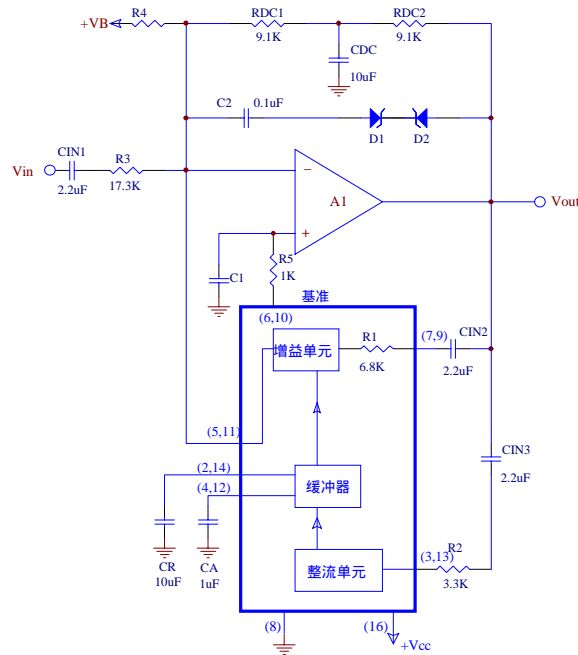 R4
RDC1
RDC2
+VB
9.1K
9.1K
CDC
10uF
C2
0.1uF
D1
D2
CIN1
R3
Vin
2.2uF
17.3K
−
A1
+
Vout
R5
1K
C1
基准
(6,10)
增益单元
R1
6.8K
(7,9)
CIN2
2.2uF
(5,11)
CIN3
2.2uF
(2,14)
(4,12)
缓冲器
CR
10uF
CA
1uF
整流单元
(3,13)
R2
3.3K
(8)
(16)
+Vcc